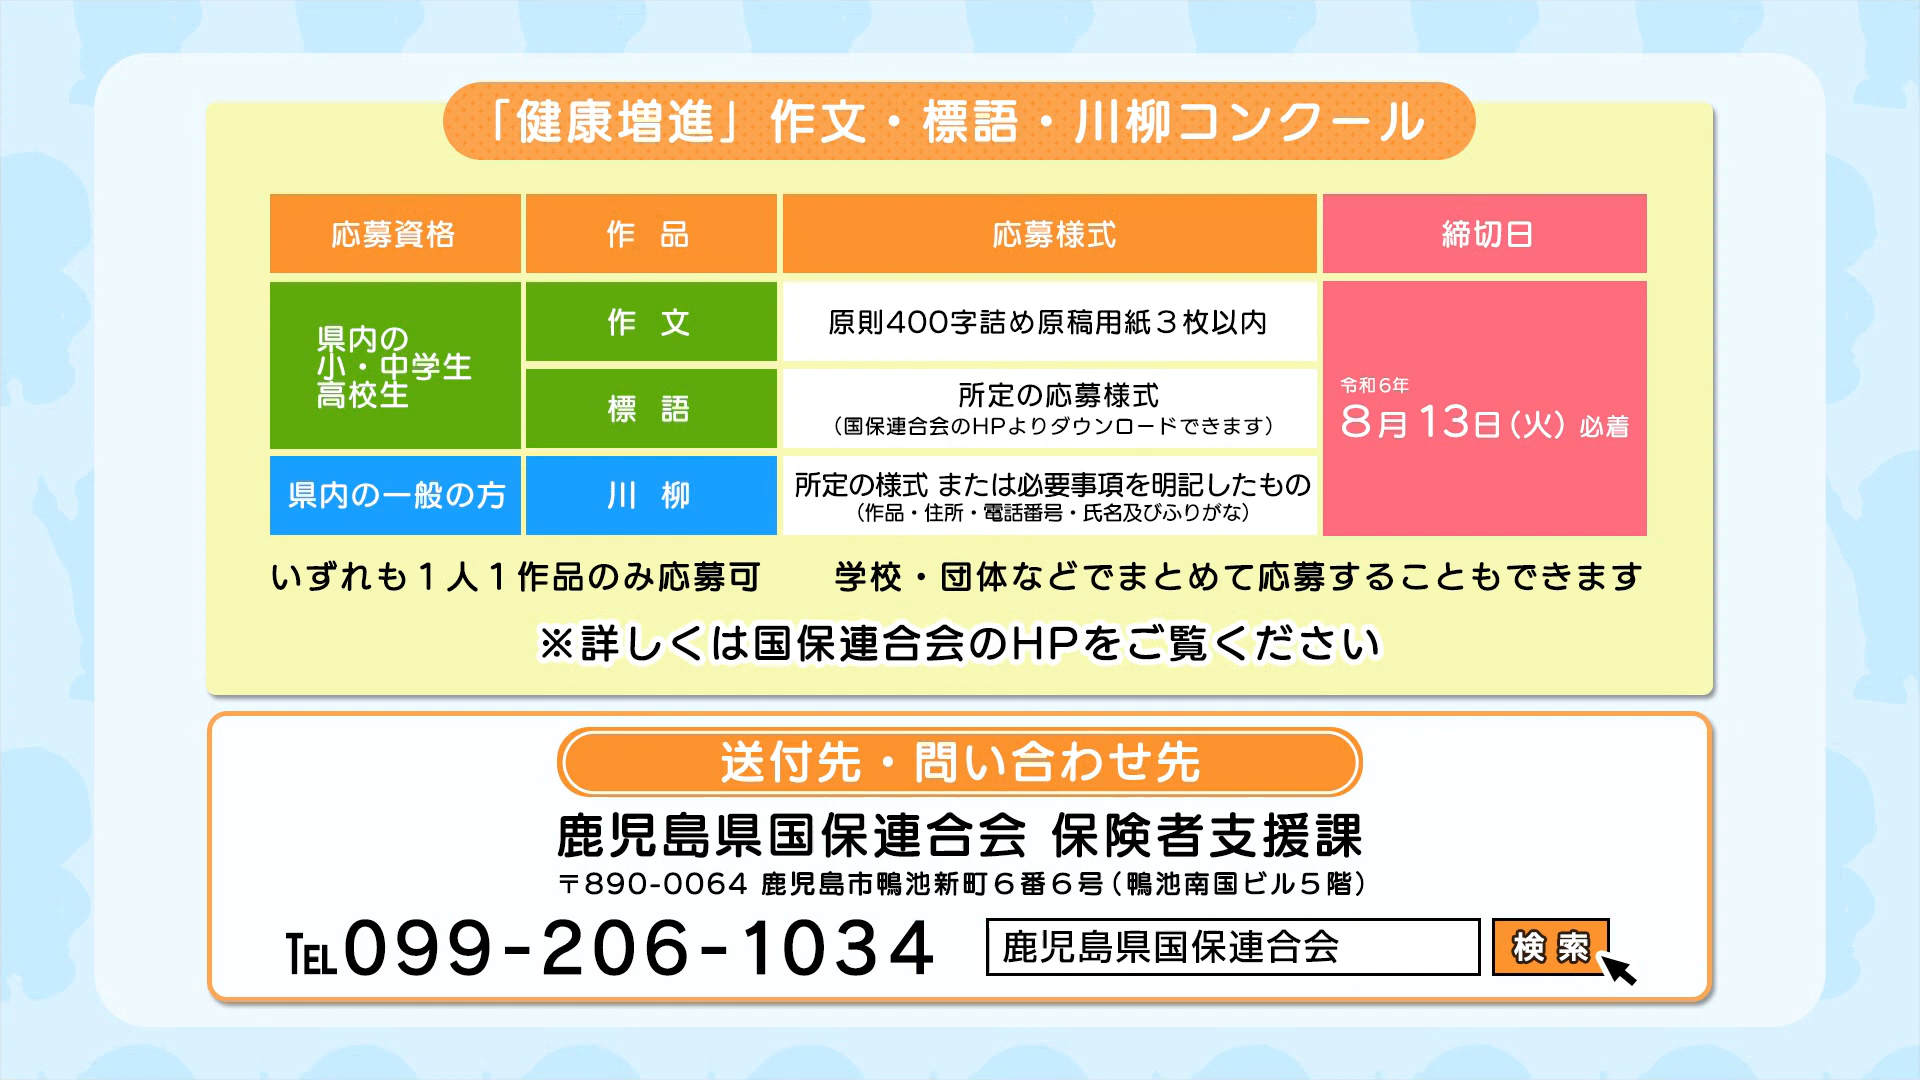 「健康増進」作文・標語・川柳コンクール
応募資格
作 品
応募様式
締切日
県内の
小・中学生
高校生
作 文
原則400字詰め原稿用紙３枚以内
標 語
所定の応募様式
（国保連合会のHPよりダウンロードできます）
県内の一般の方
川 柳
所定の様式 または必要事項を明記したもの
（作品・住所・電話番号・氏名及びふりがな）
令和6年
8月13日（火）必着
いずれも１人１作品のみ応募可　学校・団体などでまとめて応募することもできます
※詳しくは国保連合会のHPをご覧ください
送付先・問い合わせ先
鹿児島県国保連合会 保険者支援課
〒890-0064 鹿児島市鴨池新町６番６号（鴨池南国ビル５階）
TEL 099-206-1034
鹿児島県国保連合会
検 索